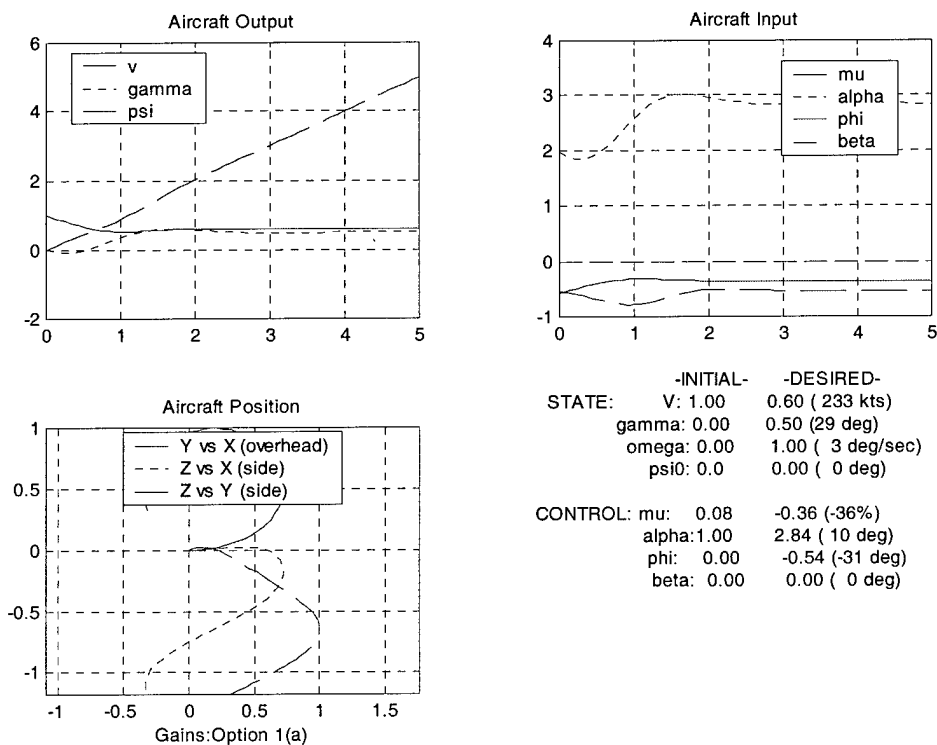 Aircraft Output
6
4
2
0
-2
0 1 2 3 4 5
v
gamma
psi
Aircraft Input
4
3
2
1
0
-1
0 1 2 3 4 5
mu
alpha
phi
beta
Aircraft Position
1
0.5
0
-0.5
-1
-1 -0.5 0 0.5 1 1.5
Y vs X (overhead)
Z vs X (side)
Z vs Y (side)
Gains:Option 1(a)
-INITIAL- -DESIRED-
STATE: V: 1.00 0.60 ( 233 kts)
gamma: 0.00 0.50 (29 deg)
omega: 0.00 1.00 ( 3 deg/sec)
psi0: 0.0 0.00 ( 0 deg)
CONTROL: mu: 0.08 -0.36 (-36%)
alpha:1.00 2.84 ( 10 deg)
phi: 0.00 -0.54 (-31 deg)
beta: 0.00 0.00 ( 0 deg)